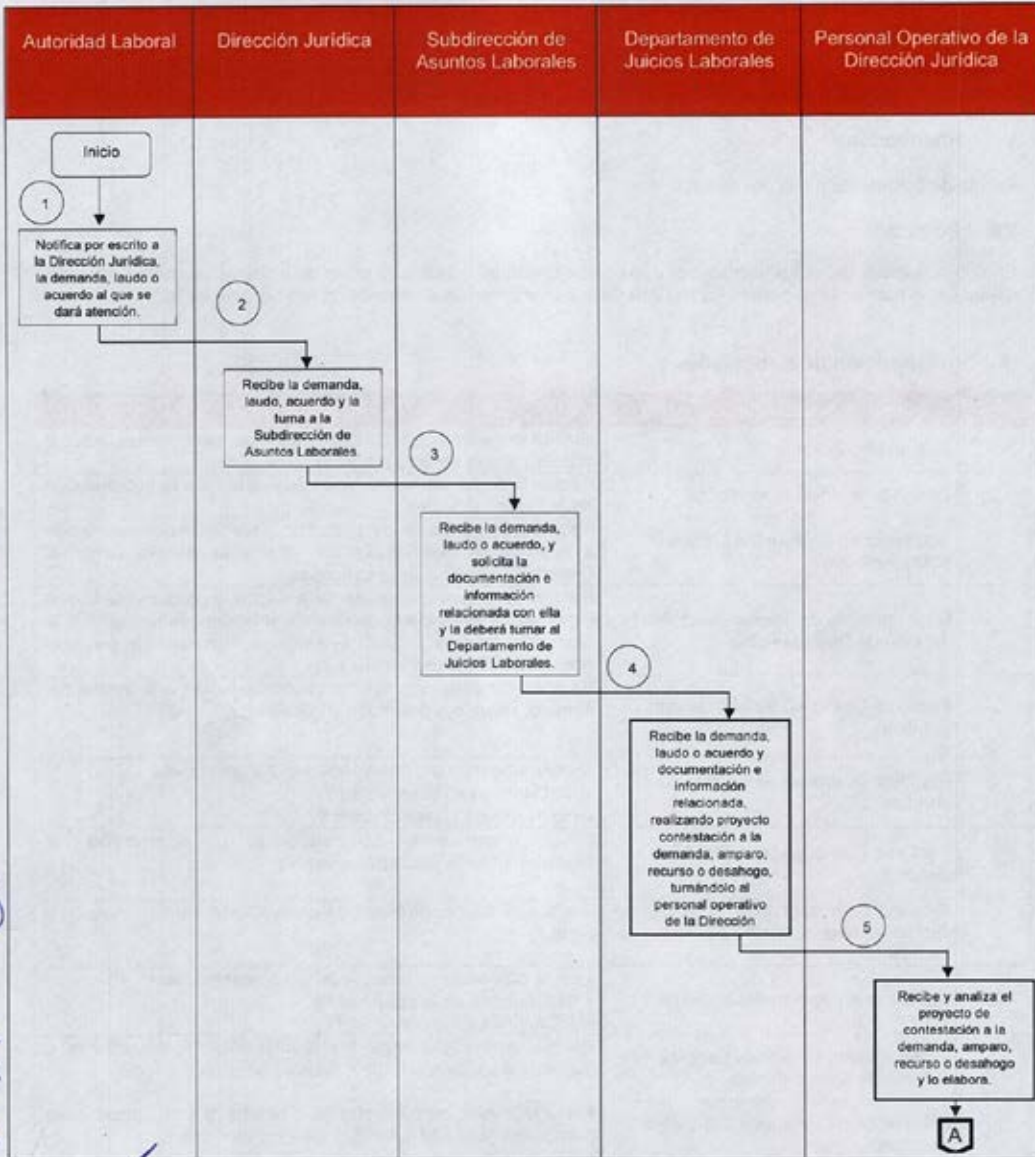 Autoridad Laboral
Dirección Jurídica
Subdirección de
Asuntos Laborales
Departamento de
Juicios Laborales
Personal Operativo de la
Dirección Jurídica
Inicio
1
Notifica por escrito a
la Dirección Jurídica,
la demanda, laudo o
acuerdo al que se
dará atención.
2
Recibe la demanda,
laudo, acuerdo y la
turna a la
Subdirección de
Asuntos Laborales.
3
Recibe la demanda,
laudo o acuerdo, y
solicita la
documentación e
información
relacionada con ella
y la deberá turnar al
Departamento de
Juicios Laborales.
4
Recibe la demanda,
laudo o acuerdo y
documentación e
información
relacionada,
realizando proyecto
contestación a la
demanda, amparo,
recurso o desahogo,
turnándolo al
personal operativo
de la Dirección
5
Recibe y analiza el
proyecto de
contestación a la
demanda, amparo,
recurso o desahogo
y lo elabora.
A